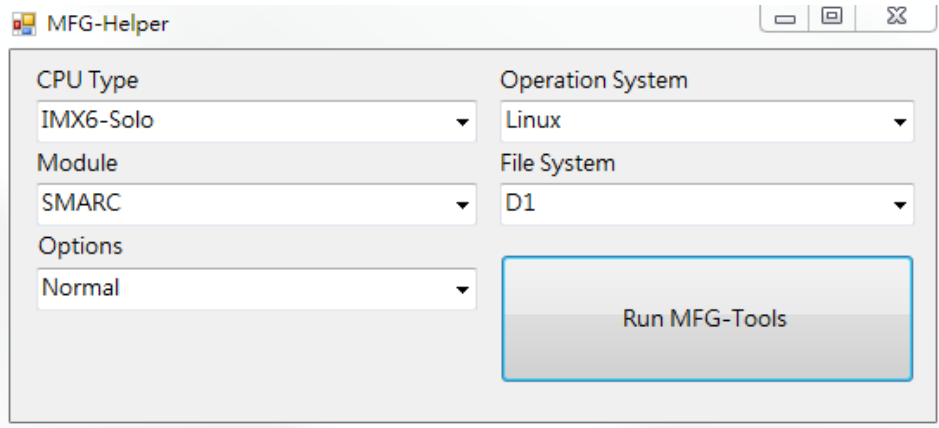 MFG-Helper
CPU Type
Operation System
IMX6-Solo
Linux
Module
File System
SMARC
D1
Options
Normal
Run MFG-Tools